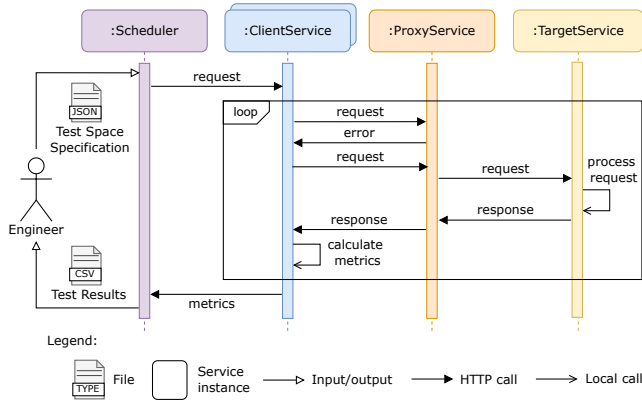 :Scheduler
:ClientService
:ProxyService
:TargetService
request
JSON
Test Space
Specification
loop
request
error
request
request
process
request
response
response
Engineer
calculate
metrics
CSV
Test Results
metrics
Legend:
TYPE
File
Service
instance
Input/output
HTTP call
Local call